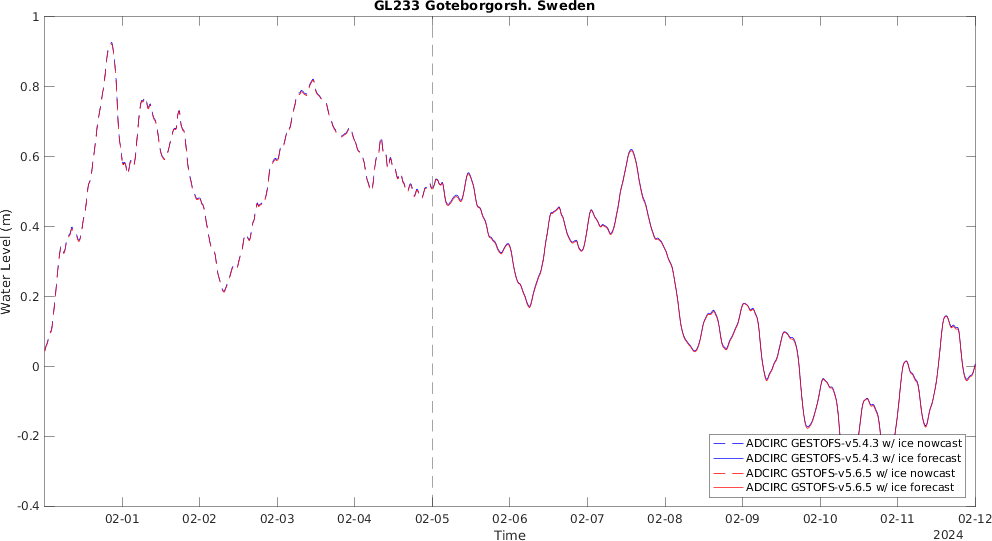 GL233 Goteborgorsh. Sweden
Water Level (m)
1
0.8
0.6
0.4
0.2
0
-0.2
-0.4
ADCIRC GESTOFS-v5.4.3 w/ ice nowcast
ADCIRC GESTOFS-v5.4.3 w/ ice forecast
ADCIRC GSTOFS-v5.6.5 w/ ice nowcast
ADCIRC GSTOFS-v5.6.5 w/ ice forecast
02-01 02-02 02-03 02-04 02-05 02-06 02-07 02-08 02-09 02-10 02-11 02-12
Time
2024